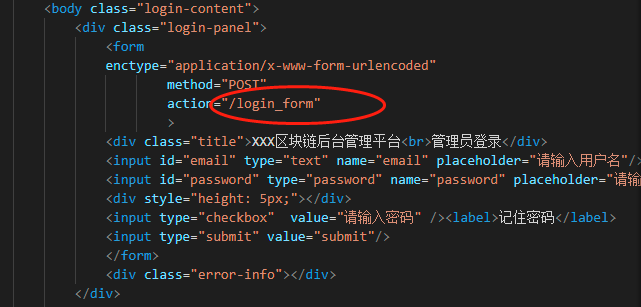 <body class="login-content">
<div class="login-panel">
<form
enctype="application/x-www-form-urlencoded"
method="POST"
action="/login_form"
>
<div class="title">XXX区块链后台管理平台<br>管理员登录</div>
<input id="email" type="text" name="email" placeholder="请输入用户名"/>
<input id="password" type="password" name="password" placeholder="请输
<div style="height: 5px;"></div>
<input type="checkbox"  value="请输入密码" /><label>记住密码</label>
<input type="submit" value="submit"/>
</form>
<div class="error-info"></div>
</div>